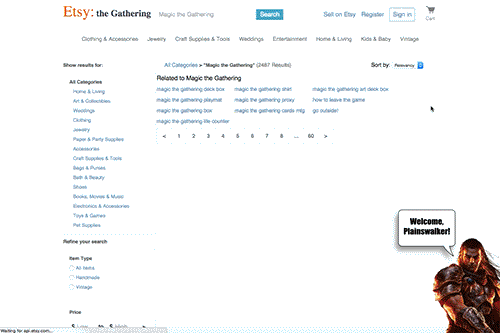 Etsy: the Gathering
Magic the Gathering
Search
Sell on Etsy Register Sign in
Cart
Clothing & Accessories Jewelry Craft Supplies & Tools Weddings Entertainment Home & Living Kids & Baby Vintage
Show results for:
All Categories > "Magic the Gathering" (2487 Results)
Sort by: Relevancy
Related to Magic the Gathering
magic the gathering deck box magic the gathering shirt magic the gathering art deck box
magic the gathering playmat magic the gathering proxy how to leave the game
magic the gathering box magic the gathering cards mtg go outside!
magic the gathering life counter
< 1 2 3 4 5 6 7 8 ... 60 >
All Categories
Home & Living
Art & Collectibles
Weddings
Clothing
Jewelry
Paper & Party Supplies
Accessories
Craft Supplies & Tools
Bags & Purses
Bath & Beauty
Shoes
Books, Movies & Music
Electronics & Accessories
Toys & Games
Pet Supplies
Refine your search
Item Type
All items
Handmade
Vintage
Price
Welcome,
Plainswalker!
Waiting for api.etsy.com...